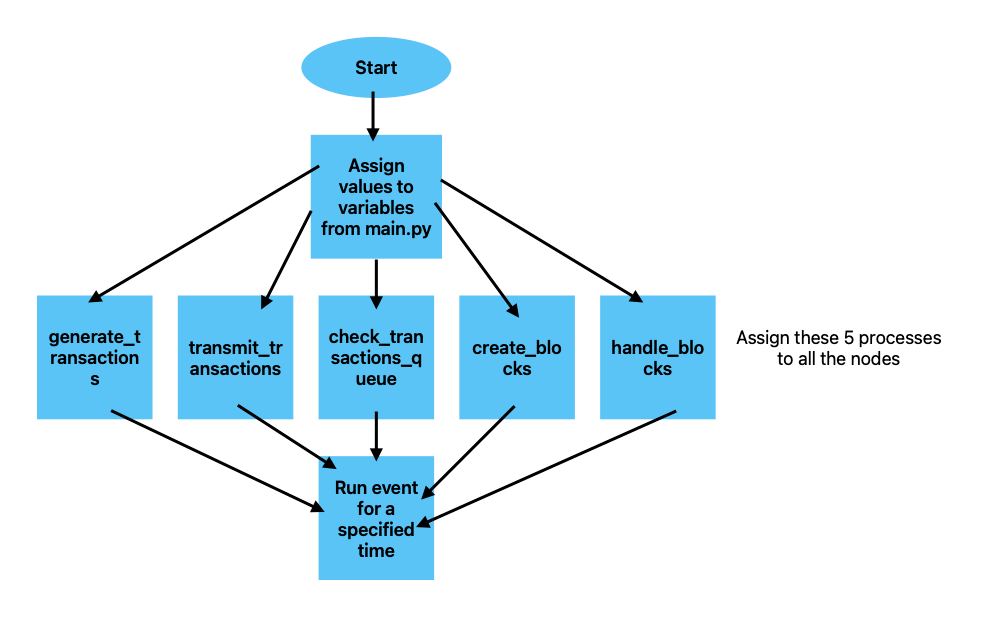 Start
Assign
values to
variables
from main.py
generate_t
ransaction
s
transmit_tr
ansactions
check_tran
sactions_q
ueue
create_blo
cks
handle_blo
cks
Assign these 5 processes
to all the nodes
Run event
for a
specified
time